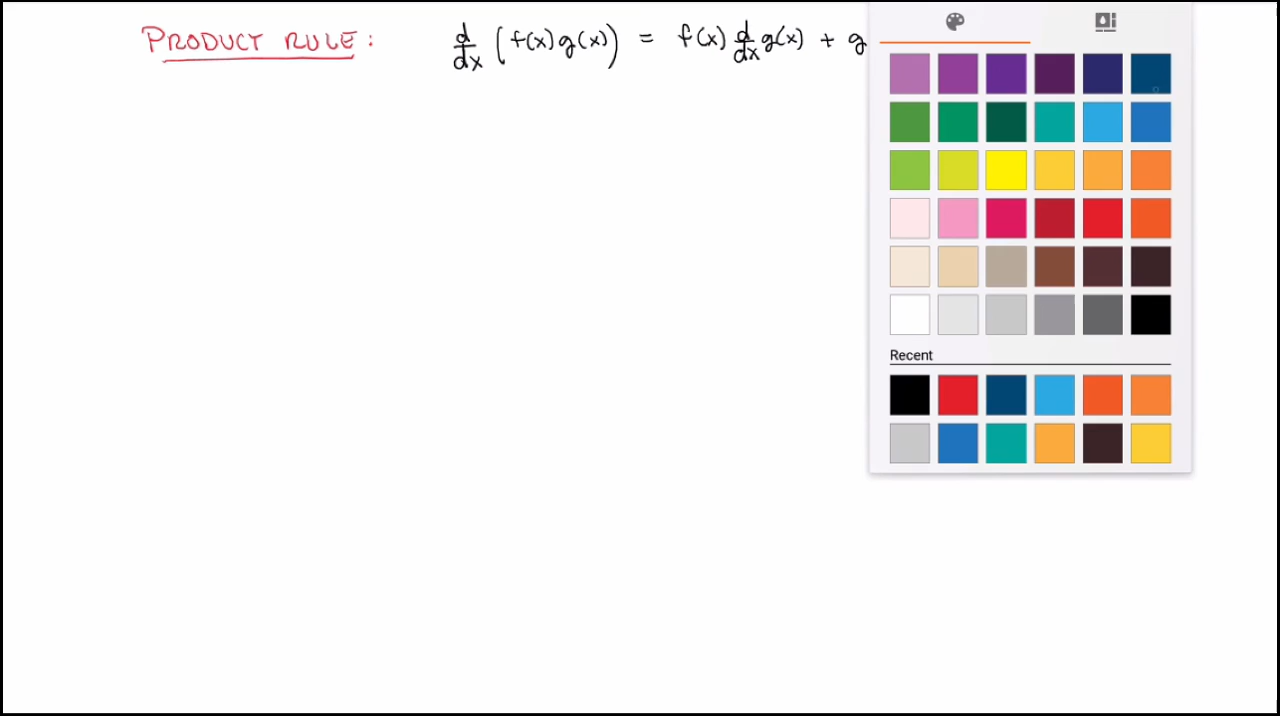 PRODUCT RULE: d/dx (f(x)g(x)) = f(x) d/dx g(x) + g
Recent